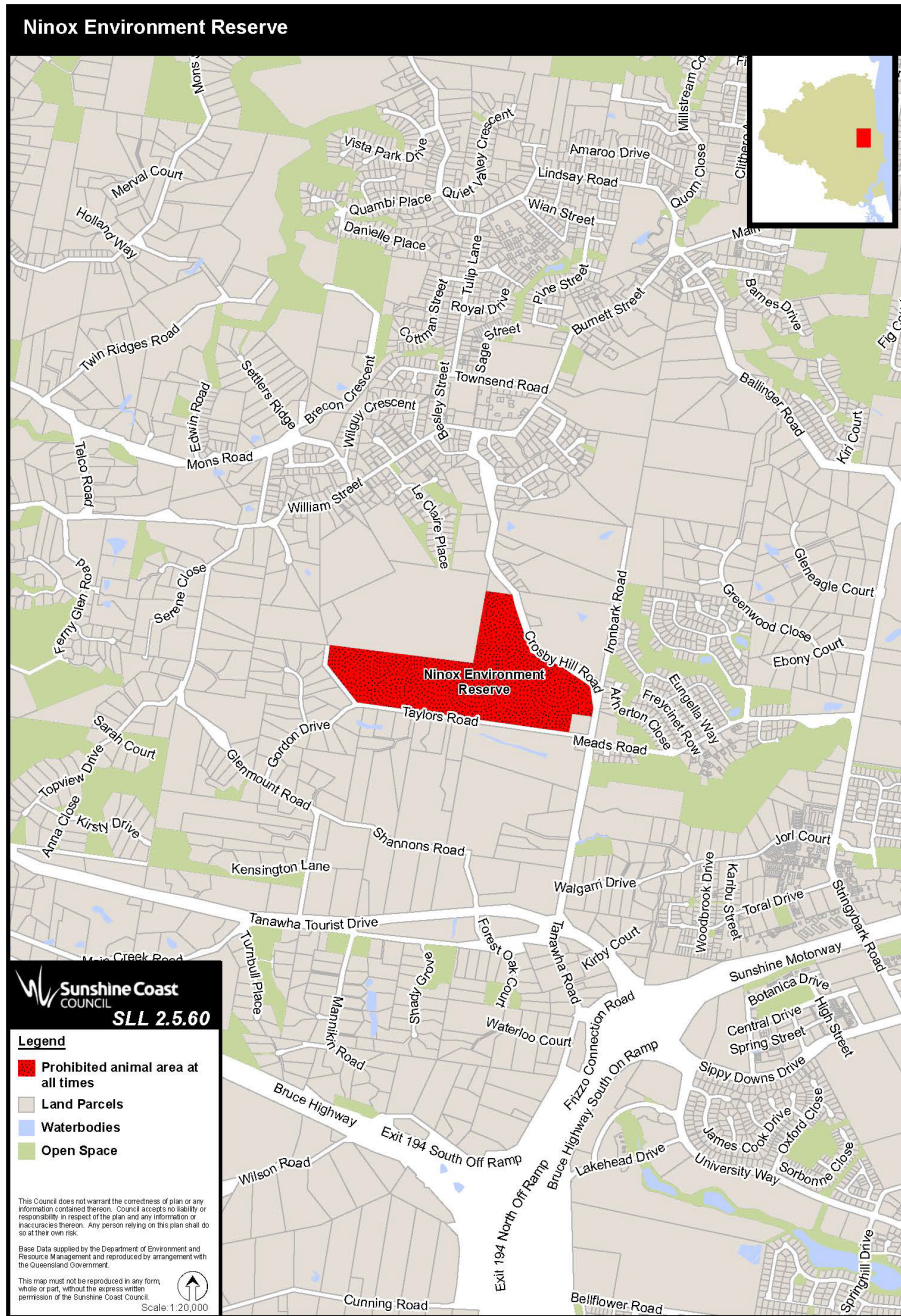 Ninox Environment Reserve
Mons
Vista Park Drive
Quiet Valley Crescent
Amaroo Drive
Millstream Co
Merval Court
Lindsay Road
Quorn Close
Quambi Place
Wian Street
Holland Way
Danielle Place
Main
Tulip Lane
Cottman Street
Royal Drive
Pine Street
Barnes Drive
Burnett Street
Sage Street
Twin Ridges Road
Fig Co
Settlers Ridge
Brecon Crescent
Townsend Road
Ballinger Road
Edwin Road
Wilguy Crescent
Besley Street
Kiri Court
Mons Road
Telco Road
William Street
Le Claire Place
Gleneagle Court
Greenwood Close
Ferny Glen Road
Serene Close
Ironbark Road
Crosby Hill Road
Ebony Court
Ninox Environment
Reserve
Atherton Close
Freycinet Row
Eungella Way
Taylors Road
Gordon Drive
Meads Road
Sarah Court
Topview Drive
Glenmount Road
Anna Close
Kirsty Drive
Shannons Road
Jorl Court
Kensington Lane
Walgarri Drive
Woodbrook Drive
Karibu Street
Toral Drive
Stringybark Road
Tanawha Tourist Drive
Forest Oak Court
Tanawha Road
Kirby Court
Turnbull Place
Sunshine Motorway
Shady Grove
Mannikin Road
Botanica Drive
Central Drive
High Street
Spring Street
Waterloo Court
Frizzo Connection Road
Sippy Downs Drive
Bruce Highway
Bruce Highway South On Ramp
Exit 194 South Off Ramp
James Cook Drive
Oxford Close
Lakehead Drive
Sorbonne Close
University Way
Wilson Road
Exit 194 North Off Ramp
Springhill Drive
Cunning Road
Bellflower Road
Sunshine Coast
COUNCIL
SLL 2.5.60
Legend
Prohibited animal area at
all times
Land Parcels
Waterbodies
Open Space
This Council does not warrant the correctness of plan or any
information contained thereon. Council accepts no liability or
responsibility in respect of the plan and any information or
inaccuracies thereon. Any person relying on this plan shall do
so at their own risk.
Base Data supplied by the Department of Environment and
Resource Management and reproduced by arrangement with
the Queensland Government.
This map must not be reproduced in any form,
whole or part, without the express written
permission of the Sunshine Coast Council.
Scale: 1:20,000